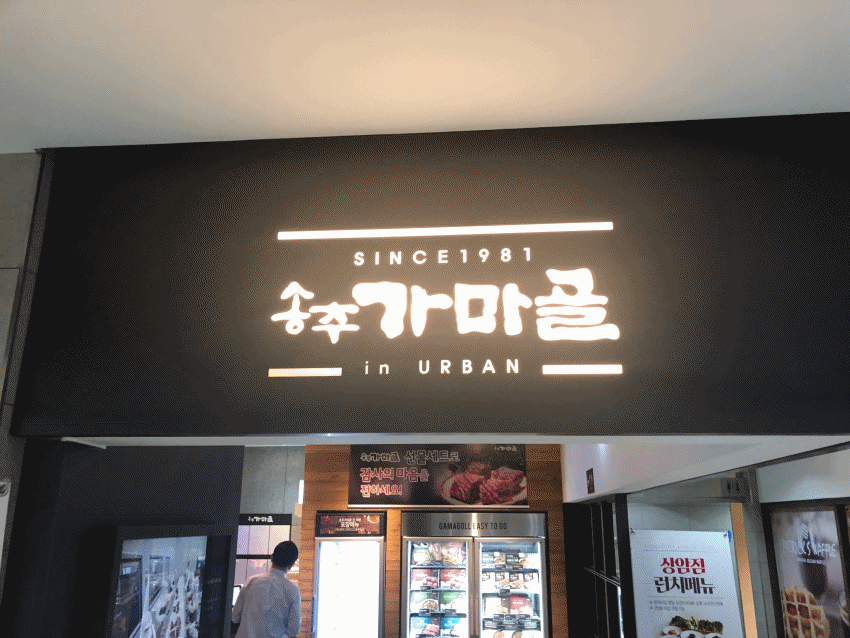 SINCE1981
송추가마골
in URBAN
송추가마골 선물세트로
감사의 마음을
전하세요!
송추가마골
GAMAGOLL EASY TO GO
상암점
런치메뉴
WAFFLE